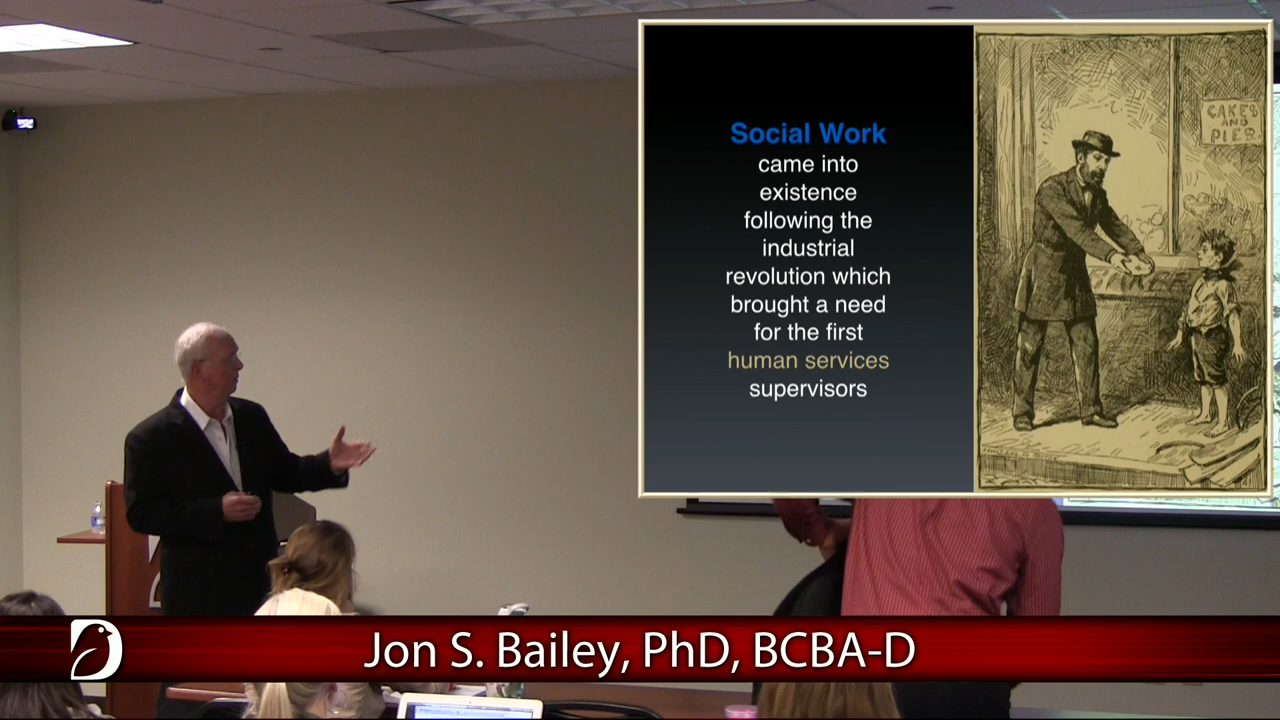 Social Work
came into
existence
following the
industrial
revolution which
brought a need
for the first
human services
supervisors
CAKES
AND
PIES
Jon S. Bailey, PhD, BCBA-D